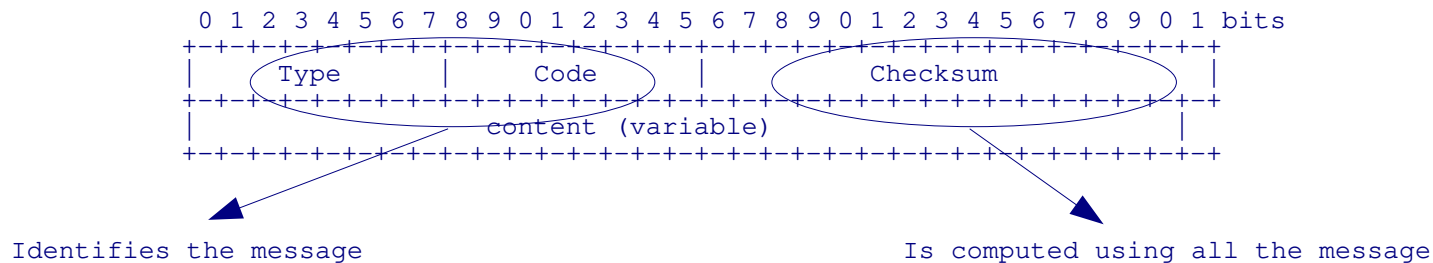 0 1 2 3 4 5 6 7 8 9 0 1 2 3 4 5 6 7 8 9 0 1 2 3 4 5 6 7 8 9 0 1 bits
+-+-+-+-+-+-+-+-+-+-+-+-+-+-+-+-+-+-+-+-+-+-+-+-+-+-+-+-+-+-+-+-+
| Type | Code | Checksum |
+-+-+-+-+-+-+-+-+-+-+-+-+-+-+-+-+-+-+-+-+-+-+-+-+-+-+-+-+-+-+-+-+
| content (variable) |
+-+-+-+-+-+-+-+-+-+-+-+-+-+-+-+-+-+-+-+-+-+-+-+-+-+-+-+-+-+-+-+-+
Identifies the message
Is computed using all the message